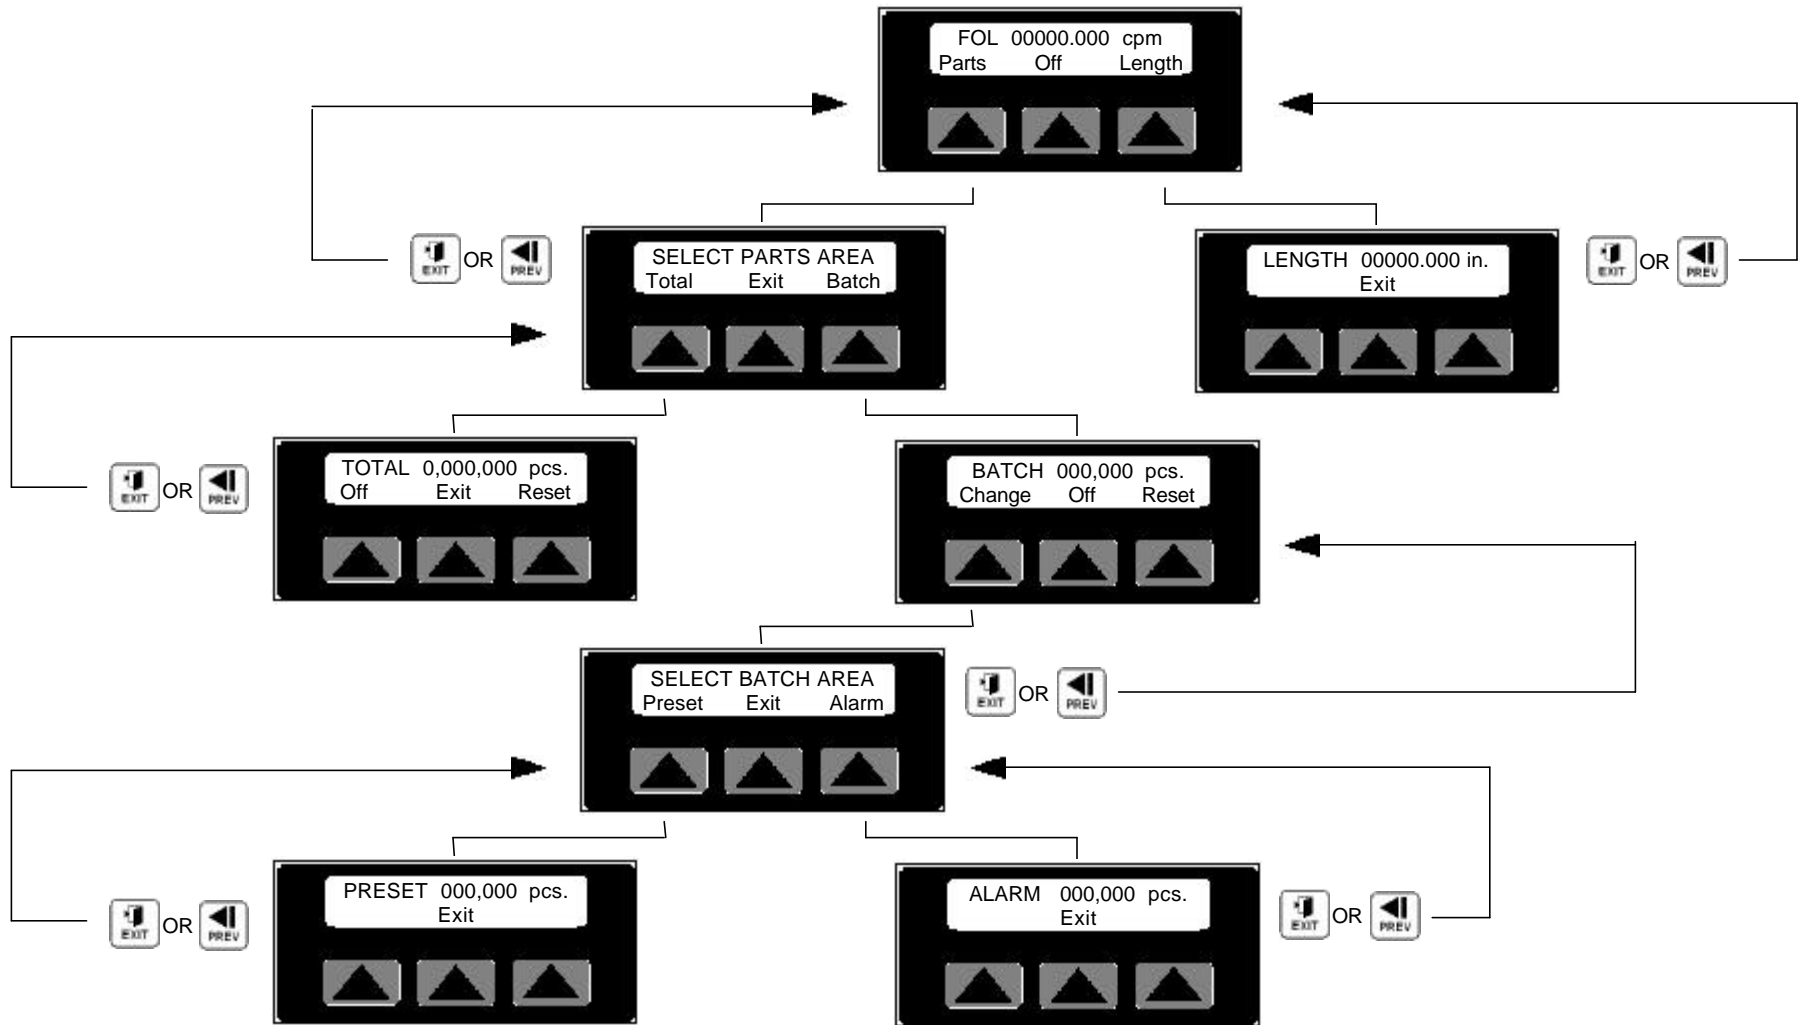 FOL 00000.000 cpm
Parts Off Length
EXIT OR PREV
SELECT PARTS AREA
Total Exit Batch
LENGTH 00000.000 in.
Exit
EXIT OR PREV
EXIT OR PREV
TOTAL 0,000,000 pcs.
Off Exit Reset
BATCH 000,000 pcs.
Change Off Reset
SELECT BATCH AREA
Preset Exit Alarm
EXIT OR PREV
EXIT OR PREV
PRESET 000,000 pcs.
Exit
ALARM 000,000 pcs.
Exit
EXIT OR PREV